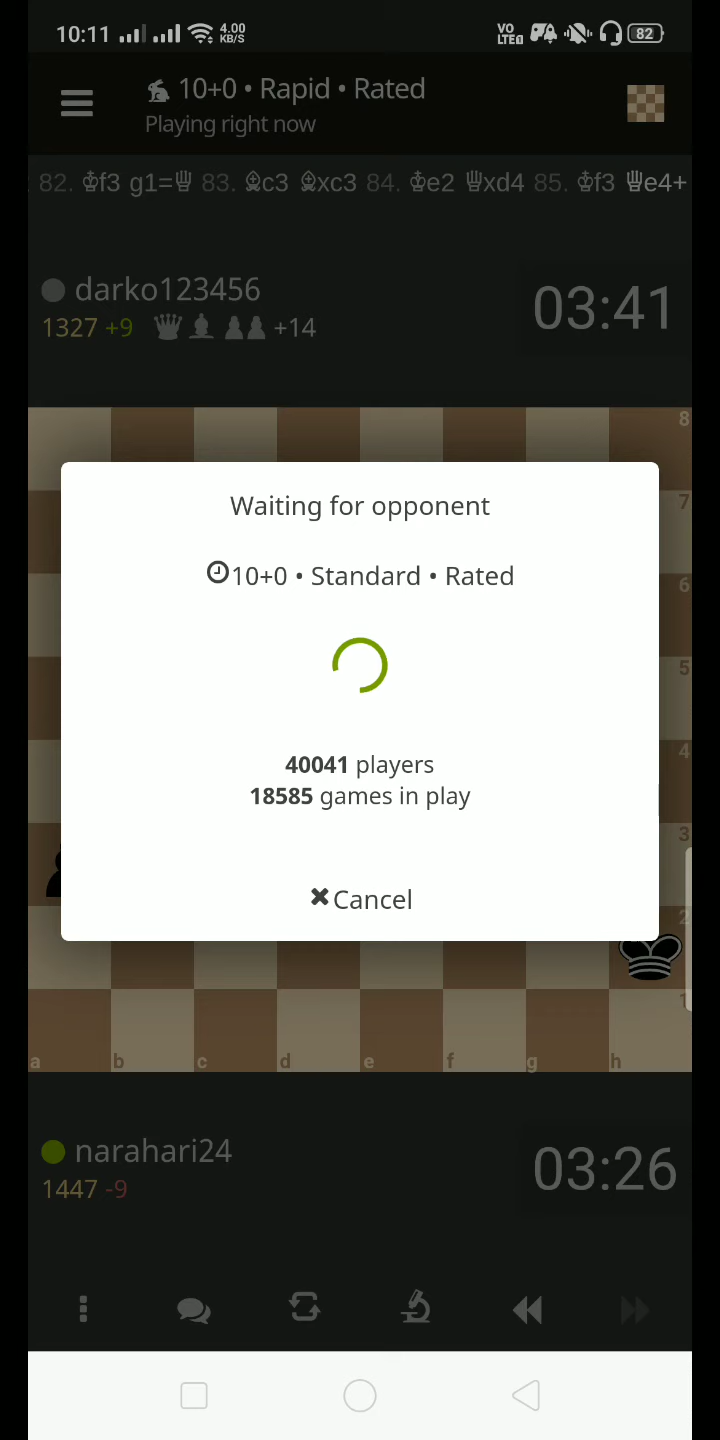 10:11 4.00 KB/S VO LTE 82
10+0 • Rapid • Rated
Playing right now
82. ♔f3 g1=♕ 83. ♗c3 ♗xc3 84. ♔e2 ♕xd4 85. ♔f3 ♕e4+
darko123456
03:41
1327 +9 +14
8
7
Waiting for opponent
10+0 • Standard • Rated
6
5
40041 players
4
18585 games in play
3
Cancel
2
1
a b c d e f g h
narahari24
03:26
1447 -9